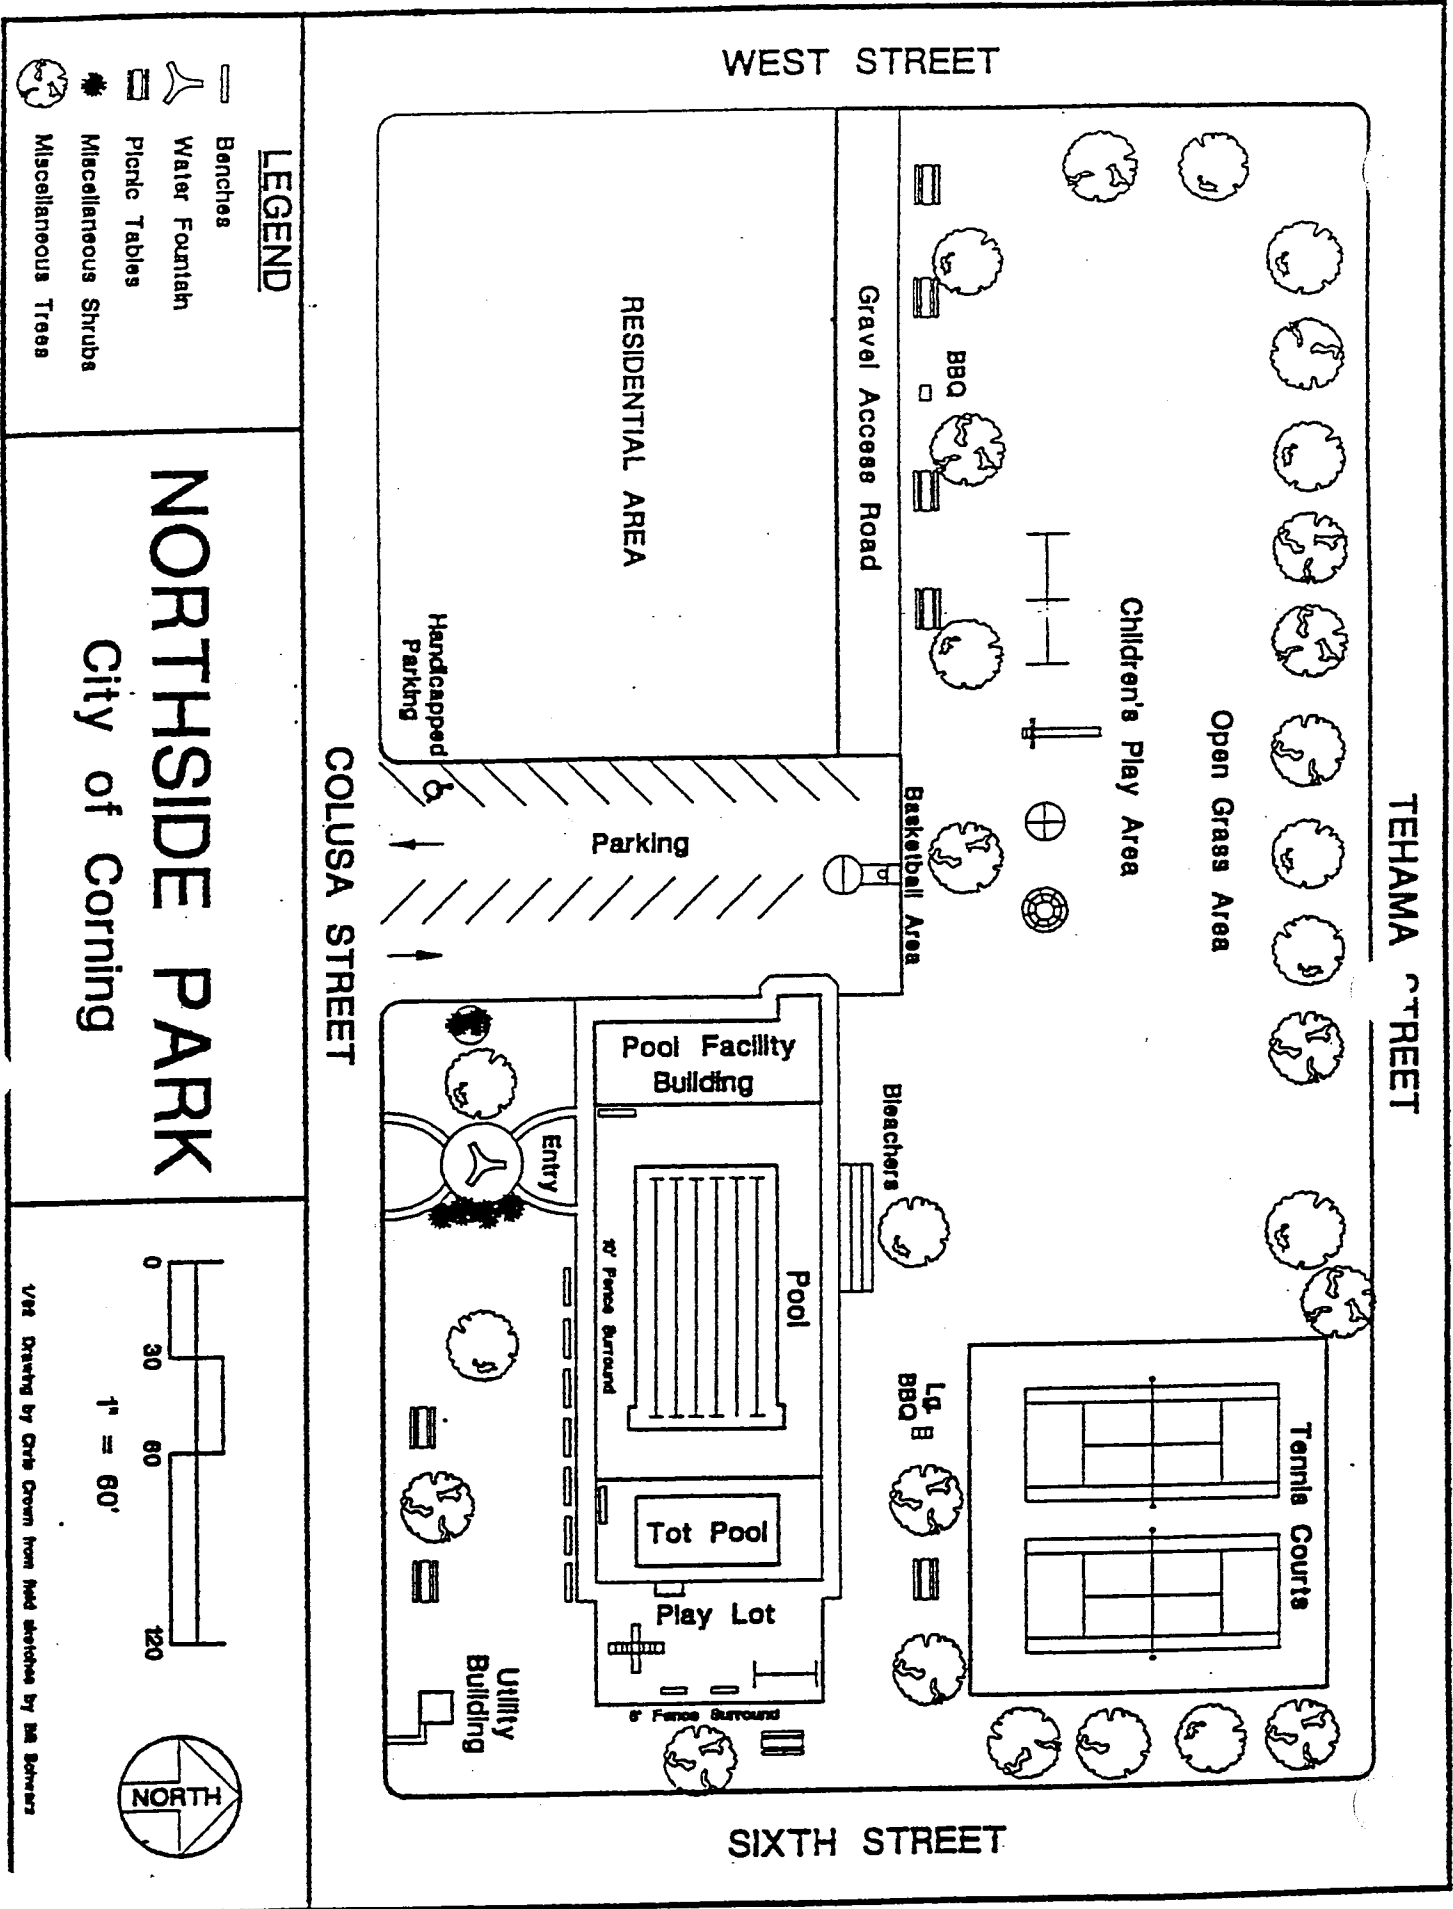 WEST STREET
TEHAMA STREET
Gravel Access Road
RESIDENTIAL AREA
BBQ
Children's Play Area
Open Grass Area
Handicapped
Parking
Parking
Basketball Area
COLUSA STREET
Pool Facility
Building
Bleachers
Entry
10' Fence Surround
Pool
Lg
BBQ
Tennis Courts
Tot Pool
Play Lot
6' Fence Surround
Utility
Building
SIXTH STREET
LEGEND
Benches
Water Fountain
Picnic Tables
Miscellaneous Shrubs
Miscellaneous Trees
NORTHSIDE PARK
City of Corning
0 30 60 120
1" = 60'
Drawing by Chris Crown from field sketches by
NORTH